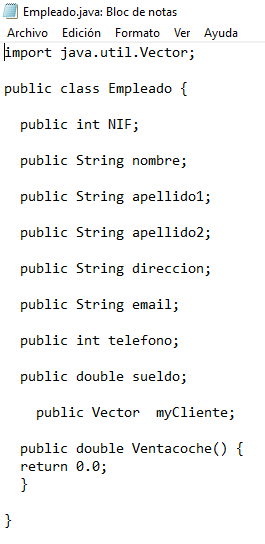 Empleado.java: Bloc de notas
Archivo Edición Formato Ver Ayuda
import java.util.Vector;
public class Empleado {
public int NIF;
public String nombre;
public String apellido1;
public String apellido2;
public String direccion;
public String email;
public int telefono;
public double sueldo;
public Vector  myCliente;
public double Ventacoche() {
return 0.0;
}
}